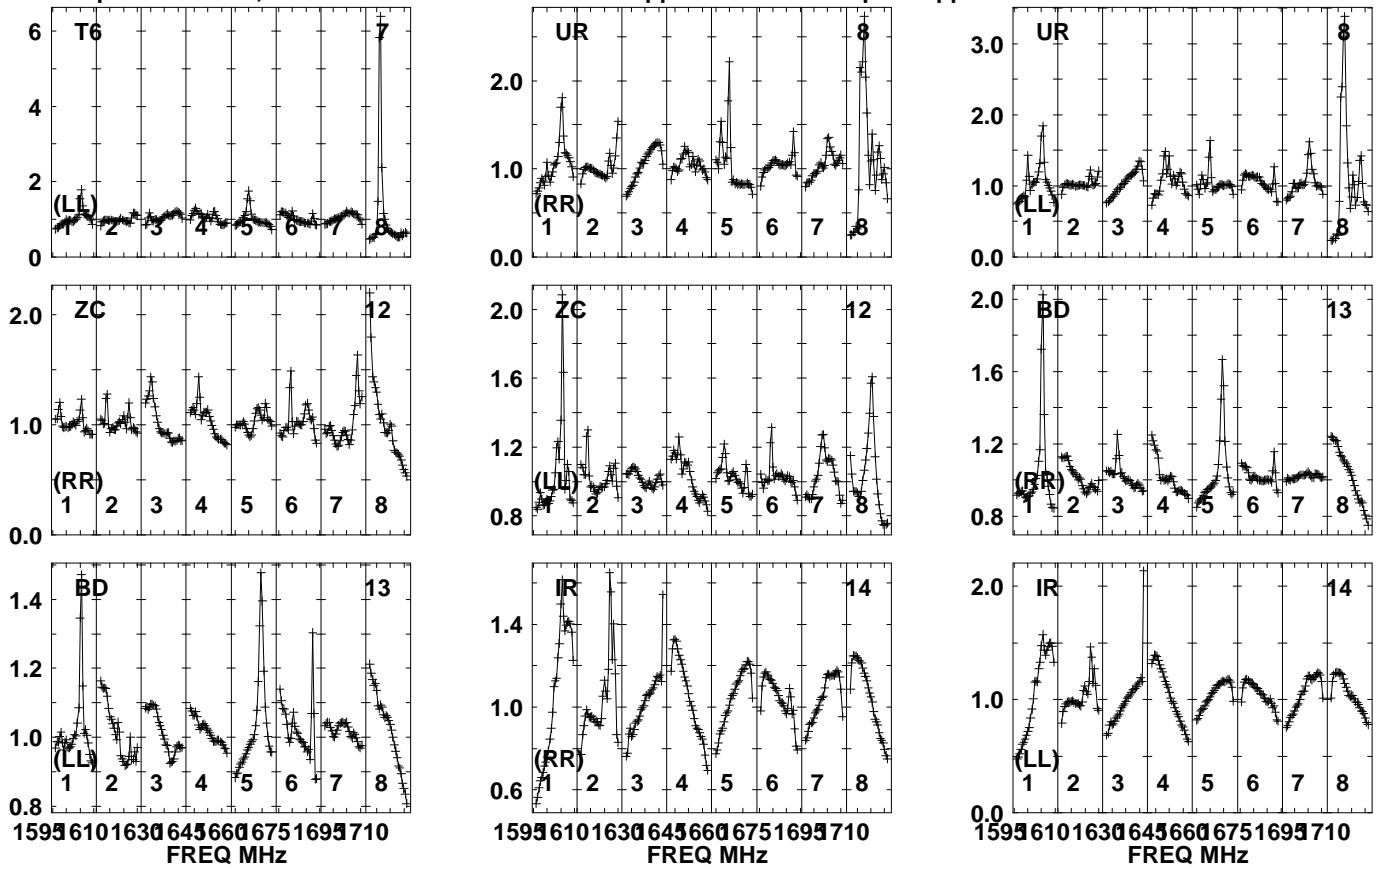 T6 7 UR 8 UR 8
6 2.0 3.0
4 2.0
2 1.0 1.0
(LL) (RR) (LL)
1 2 3 4 5 6 7 8 1 2 3 4 5 6 7 8 1 2 3 4 5 6 7 8
0 0.0 0.0
ZC 12 ZC 12 BD 13
2.0 2.0 2.0
1.6 1.6
1.0 1.2 1.2
(RR) (LL) (RR)
1 2 3 4 5 6 7 8 0.8 1 2 3 4 5 6 7 8 0.8 1 2 3 4 5 6 7 8
0.0
BD 13 IR 14 IR 14
1.4 1.4 2.0
1.2
1.0 1.0 1.0
(LL) (RR) (LL)
1 2 3 4 5 6 7 8 0.6 1 2 3 4 5 6 7 8 1 2 3 4 5 6 7 8
0.8 0.0
1595 1610 1630 1645 1660 1675 1695 1710 1595 1610 1630 1645 1660 1675 1695 1710 1595 1610 1630 1645 1660 1675 1695 1710
FREQ MHz FREQ MHz FREQ MHz